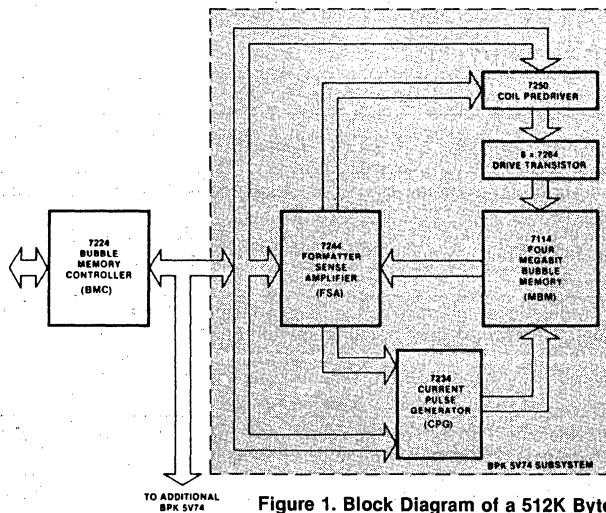 7250
COIL PREDRIVER
8 x 7264
DRIVE TRANSISTOR
7224
BUBBLE
MEMORY
CONTROLLER
(BMC)
7244
FORMATTER
SENSE
AMPLIFIER
(FSA)
7114
FOUR
MEGABIT
BUBBLE
MEMORY
(MBM)
7234
CURRENT
PULSE
GENERATOR
(CPG)
BPK 5V74 SUBSYSTEM
TO ADDITIONAL
BPK 5V74
Figure 1. Block Diagram of a 512K Byte